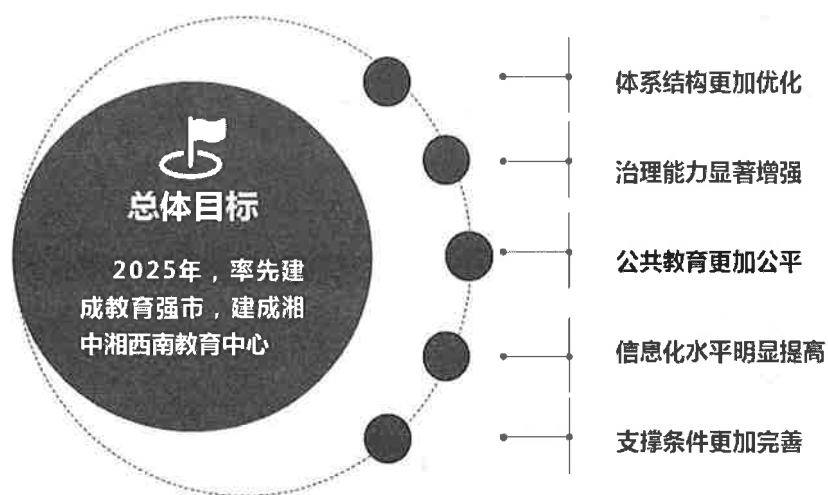 总体目标
2025年，率先建
成教育强市，建成湘
中湘西南教育中心
体系结构更加优化
治理能力显著增强
公共教育更加公平
信息化水平明显提高
支撑条件更加完善